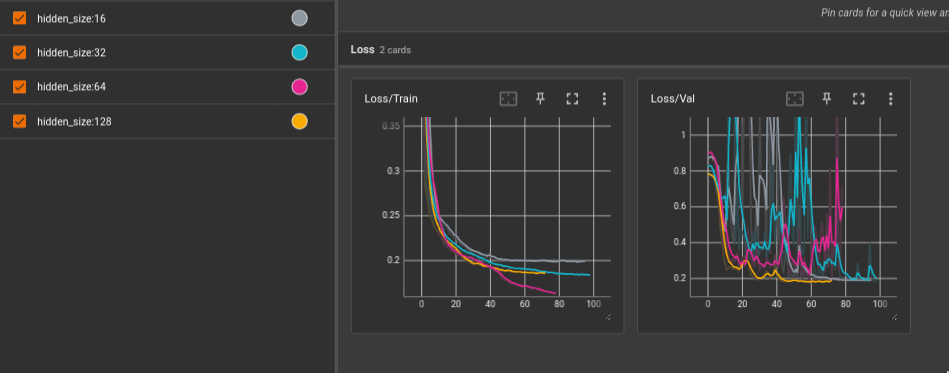 Pin cards for a quick view an
hidden_size:16
hidden_size:32
hidden_size:64
hidden_size:128
Loss 2 cards
Loss/Train
0.35
0.3
0.25
0.2
0 20 40 60 80 100
Loss/Val
1
0.8
0.6
0.4
0.2
0 20 40 60 80 100